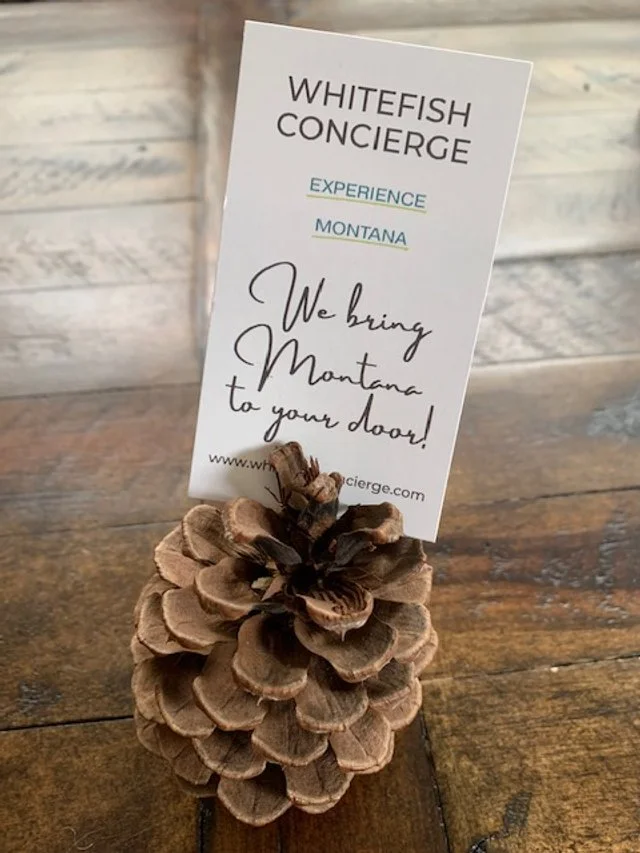 WHITEFISH
CONCIERGE
EXPERIENCE
MONTANA
We bring
Montana
to your door!